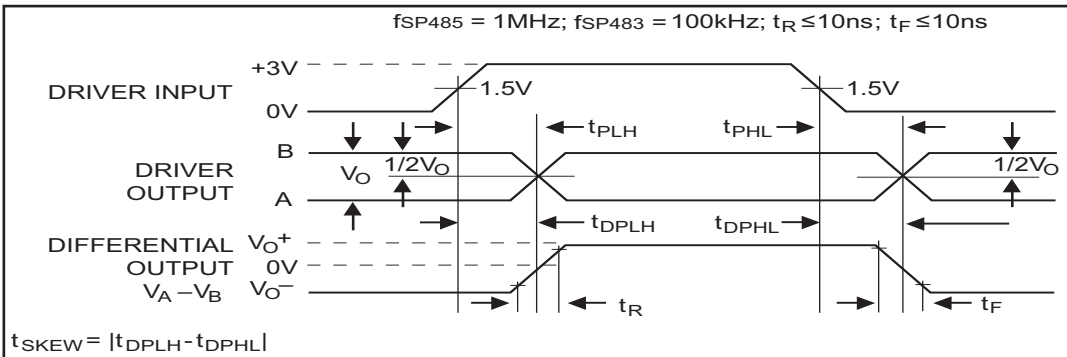 fSP485 = 1MHz; fSP483 = 100kHz; tR ≤ 10ns; tF ≤ 10ns
+3V
DRIVER INPUT
1.5V
1.5V
0V
tPLH
tPHL
B
DRIVER
OUTPUT
VO
1/2VO
1/2VO
A
tDPLH
tDPHL
DIFFERENTIAL
OUTPUT
VA –VB
VO+
0V
VO–
tR
tF
tSKEW = |tDPLH - tDPHL|